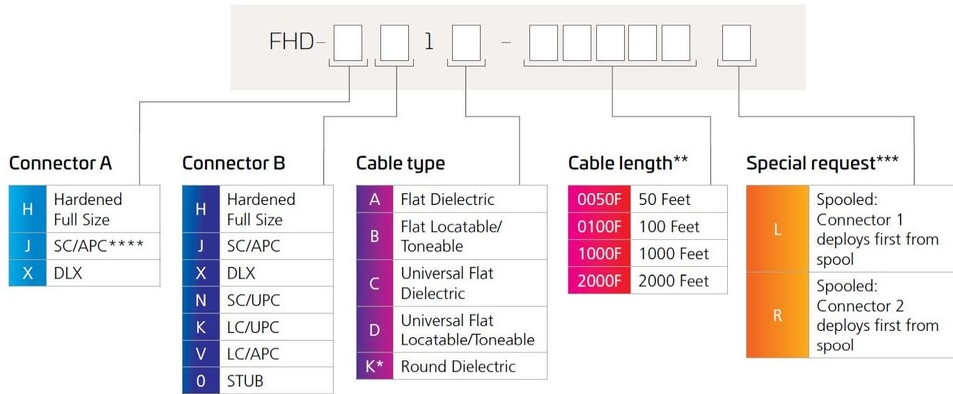 FHD- 1 -
Connector A
H Hardened
Full Size
J SC/APC****
X DLX
Connector B
H Hardened
Full Size
J SC/APC
X DLX
N SC/UPC
K LC/UPC
V LC/APC
0 STUB
Cable type
A Flat Dielectric
B Flat Locatable/
Toneable
C Universal Flat
Dielectric
D Universal Flat
Locatable/Toneable
K* Round Dielectric
Cable length**
0050F 50 Feet
0100F 100 Feet
1000F 1000 Feet
2000F 2000 Feet
Special request***
L Spooled:
Connector 1
deploys first from
spool
R Spooled:
Connector 2
deploys first from
spool